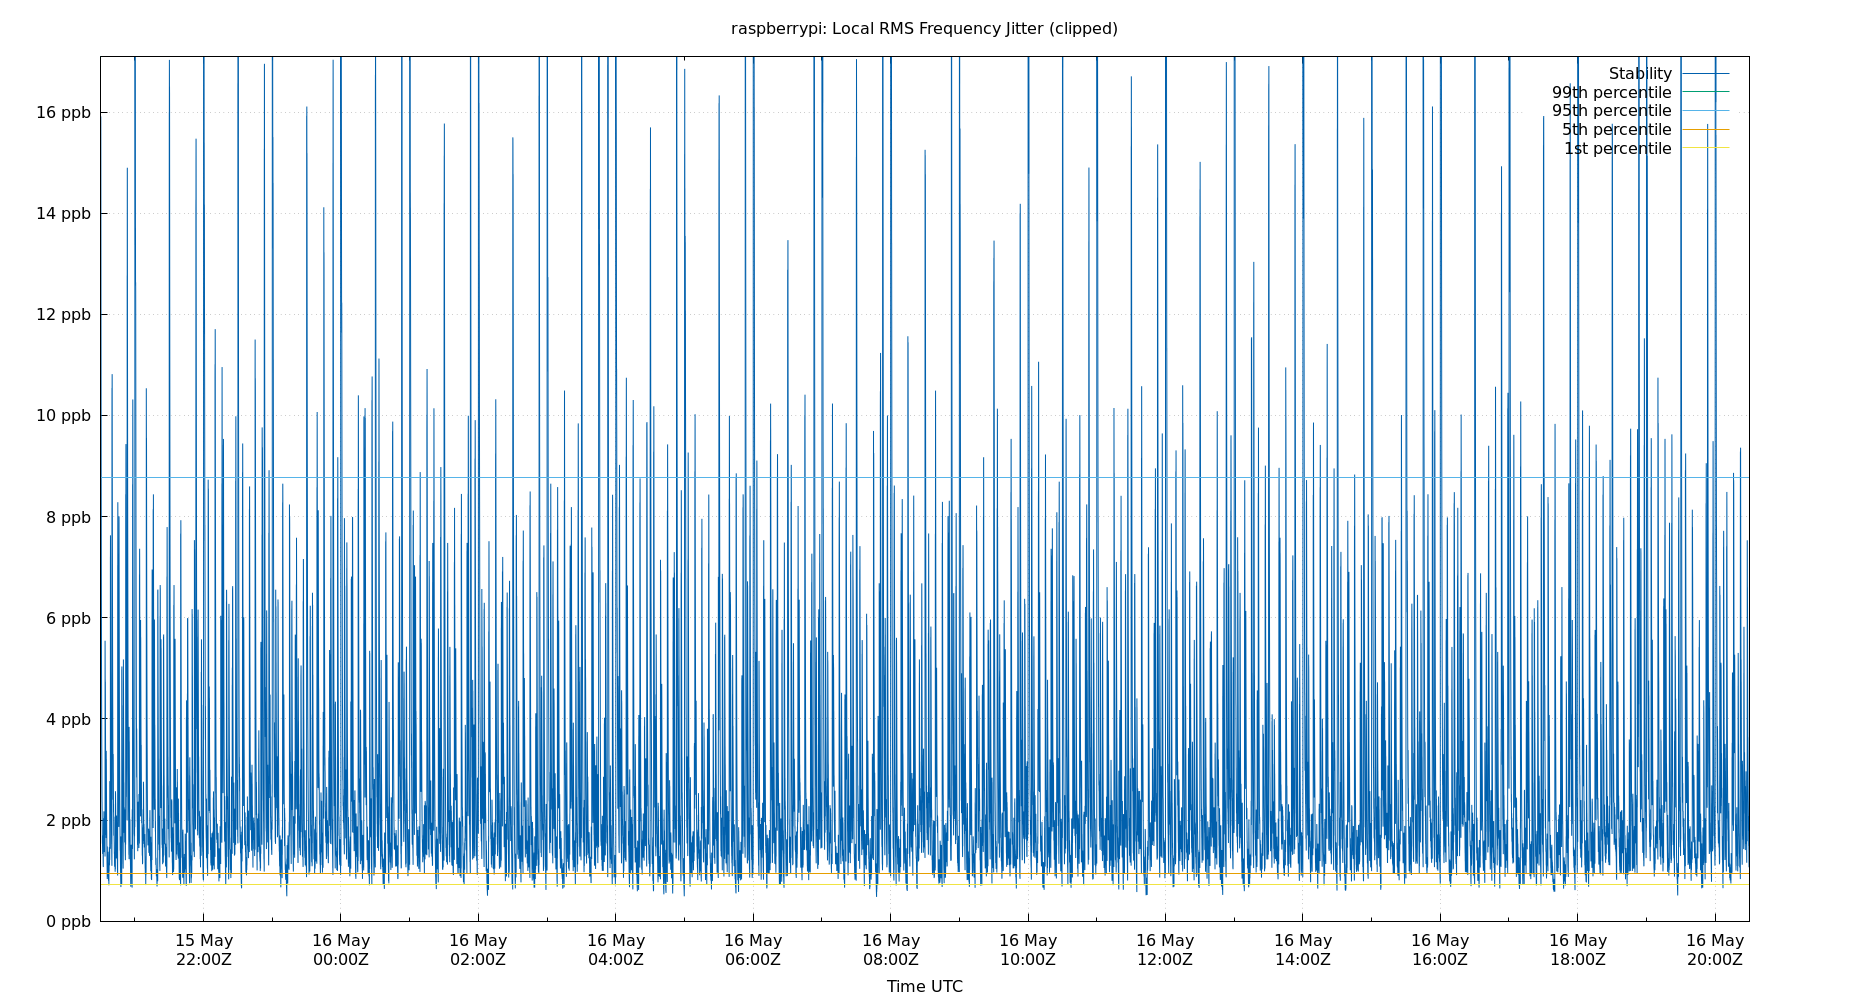 raspberrypi: Local RMS Frequency Jitter (clipped)
Stability
99th percentile
95th percentile
5th percentile
1st percentile
16 ppb
14 ppb
12 ppb
10 ppb
8 ppb
6 ppb
4 ppb
2 ppb
0 ppb
15 May 16 May 16 May 16 May 16 May 16 May 16 May 16 May 16 May 16 May 16 May 16 May
22:00Z 00:00Z 02:00Z 04:00Z 06:00Z 08:00Z 10:00Z 12:00Z 14:00Z 16:00Z 18:00Z 20:00Z
Time UTC